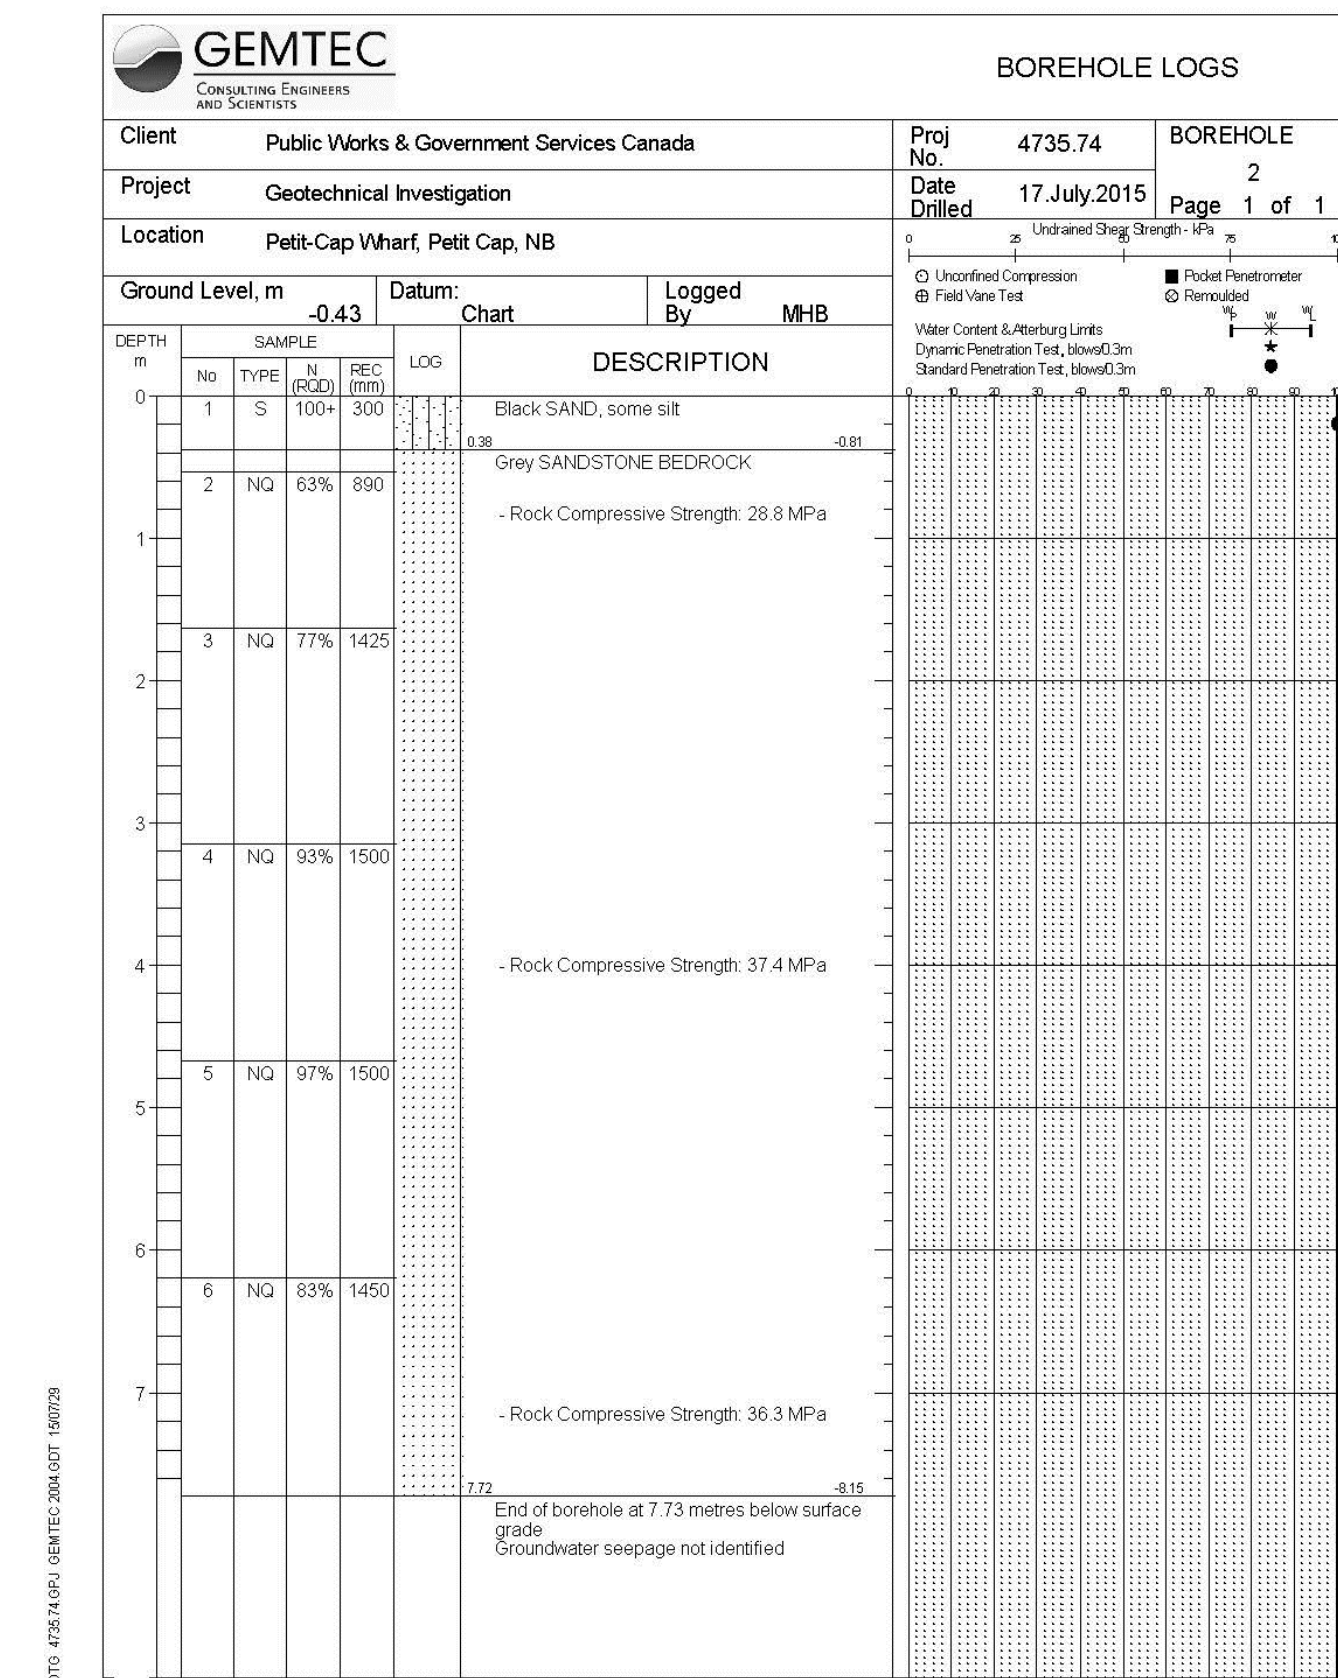 GEMTEC
CONSULTING ENGINEERS
AND SCIENTISTS
BOREHOLE LOGS
Client Public Works & Government Services Canada
Proj No. 4735.74
BOREHOLE
2
Page 1 of 1
Project Geotechnical Investigation
Date Drilled 17.July.2015
Location Petit-Cap Wharf, Petit Cap, NB
Undrained Shear Strength - kPa
0 25 50 75
Unconfined Compression
Pocket Penetrometer
Field Vane Test
Remoulded
Ground Level, m -0.43
Datum: Chart
Logged By MHB
Water Content & Atterburg Limits
WP W WL
Dynamic Penetration Test, blows/0.3m
Standard Penetration Test, blows/0.3m
DEPTH m
SAMPLE
No TYPE N (RQD) REC (mm)
LOG
DESCRIPTION
0 10 20 30 40 50 60 70 80 90
0
1 S 100+ 300 Black SAND, some silt
0.38 -0.81
Grey SANDSTONE BEDROCK
2 NQ 63% 890
- Rock Compressive Strength: 28.8 MPa
1
3 NQ 77% 1425
2
3
4 NQ 93% 1500
4 - Rock Compressive Strength: 37.4 MPa
5 NQ 97% 1500
5
6
6 NQ 83% 1450
7
- Rock Compressive Strength: 36.3 MPa
7.72 -8.15
End of borehole at 7.73 metres below surface
grade
Groundwater seepage not identified
4735.74.GPJ GEMTEC 2004.GDT 15/07/29